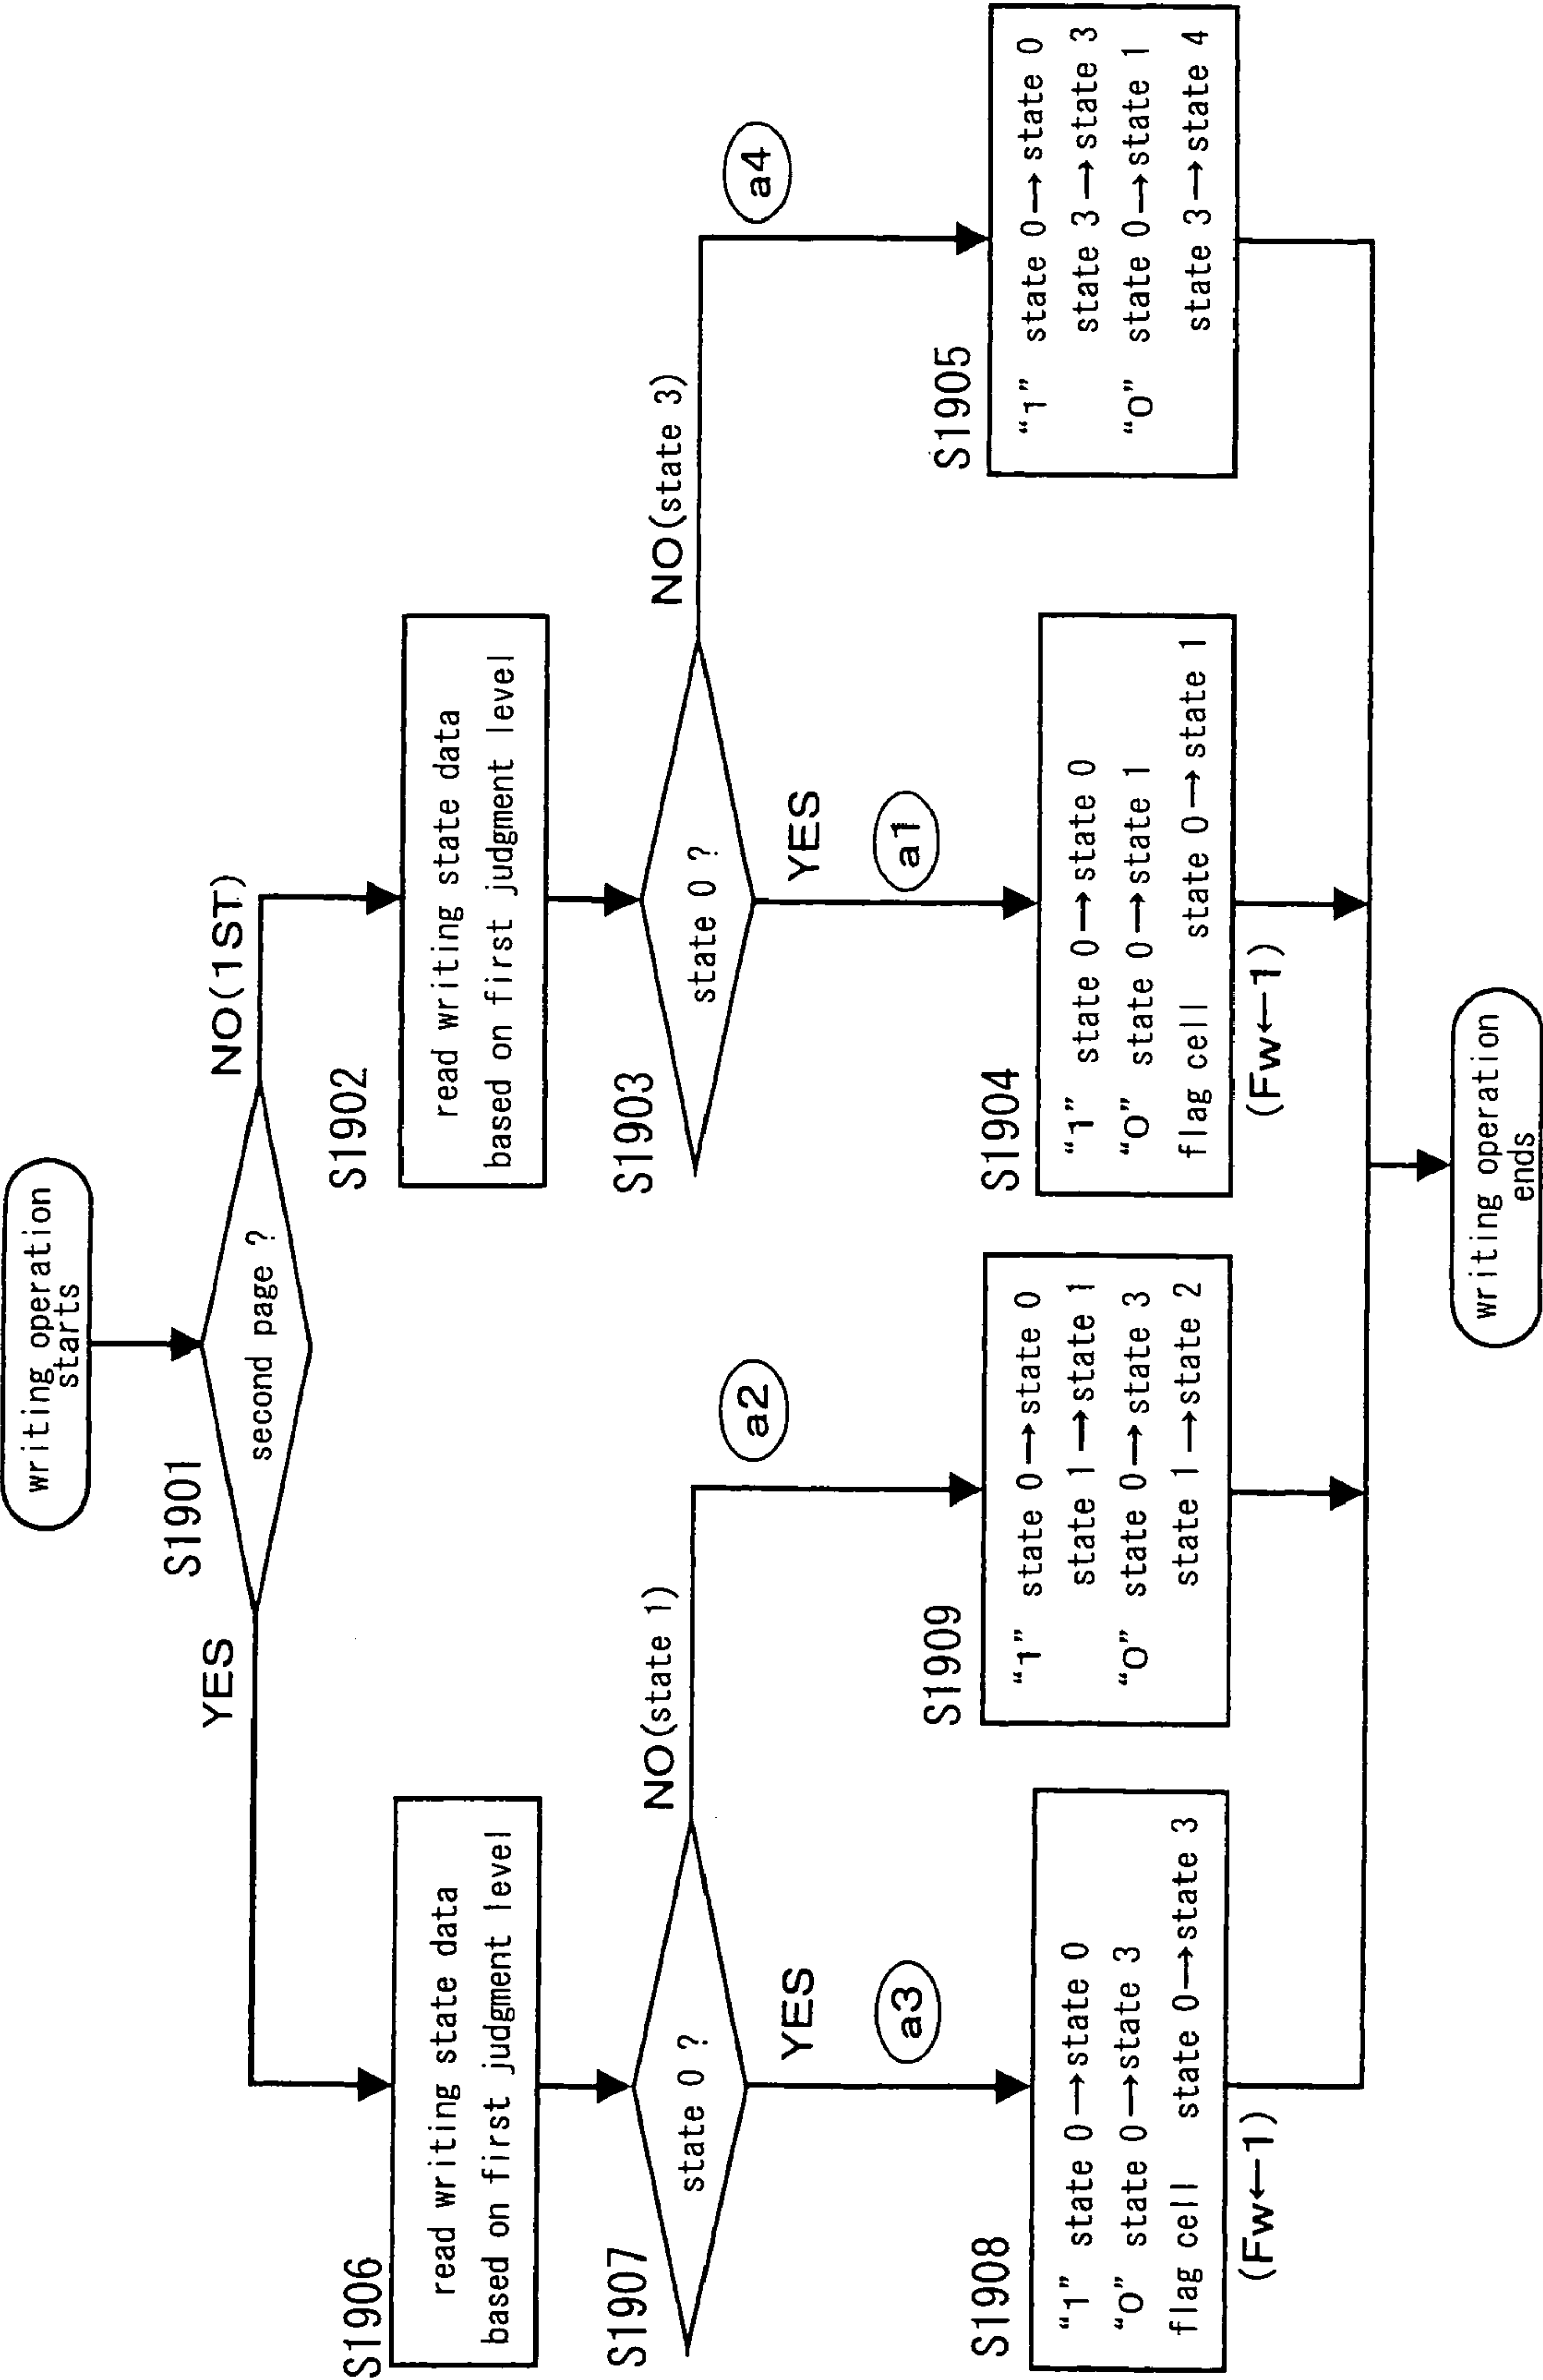 writing operation
starts
S1901
second page ?
YES
NO(1ST)
S1906
read writing state data
based on first judgment level
S1902
read writing state data
based on first judgment level
S1907
state 0 ?
NO(state 1)
S1903
state 0 ?
NO(state 3)
YES
a3
a2
YES
a1
a4
S1908
"1" state 0→state 0
"0" state 0→state 3
flag cell state 0→state 3
(Fw←1)
S1909
"1" state 0→state 0
state 1→state 1
"0" state 0→state 3
state 1→state 2
S1904
"1" state 0→state 0
"0" state 0→state 1
flag cell state 0→state 1
(Fw←1)
S1905
"1" state 0→state 0
state 3→state 3
"0" state 0→state 1
state 3→state 4
writing operation
ends